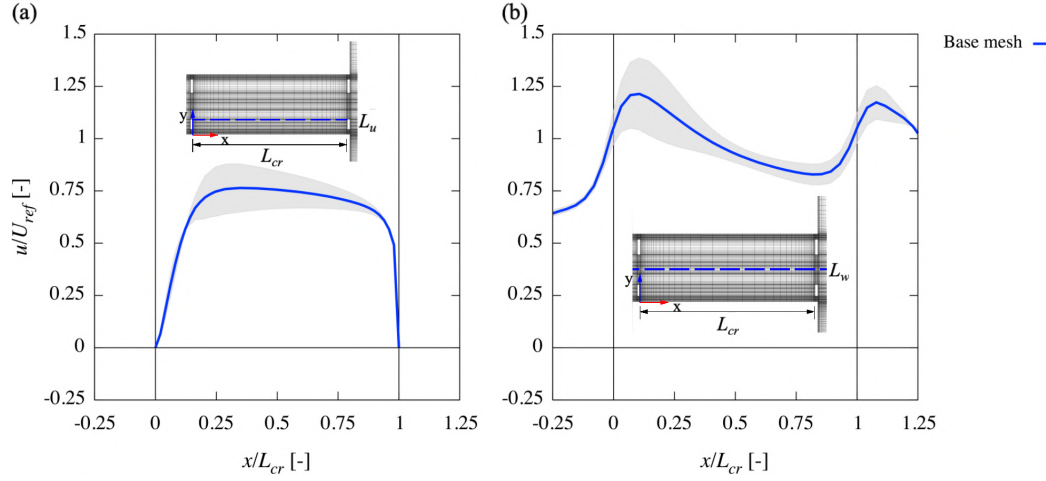 (a)
1.5
1.25
1
0.75
0.5
0.25
0
-0.25
u/U_ref [-]
y
x
L_u
L_cr
-0.25 0 0.25 0.5 0.75 1 1.25
x/L_cr [-]
(b)
1.5
1.25
1
0.75
0.5
0.25
0
-0.25
y
x
L_w
L_cr
-0.25 0 0.25 0.5 0.75 1 1.25
x/L_cr [-]
Base mesh